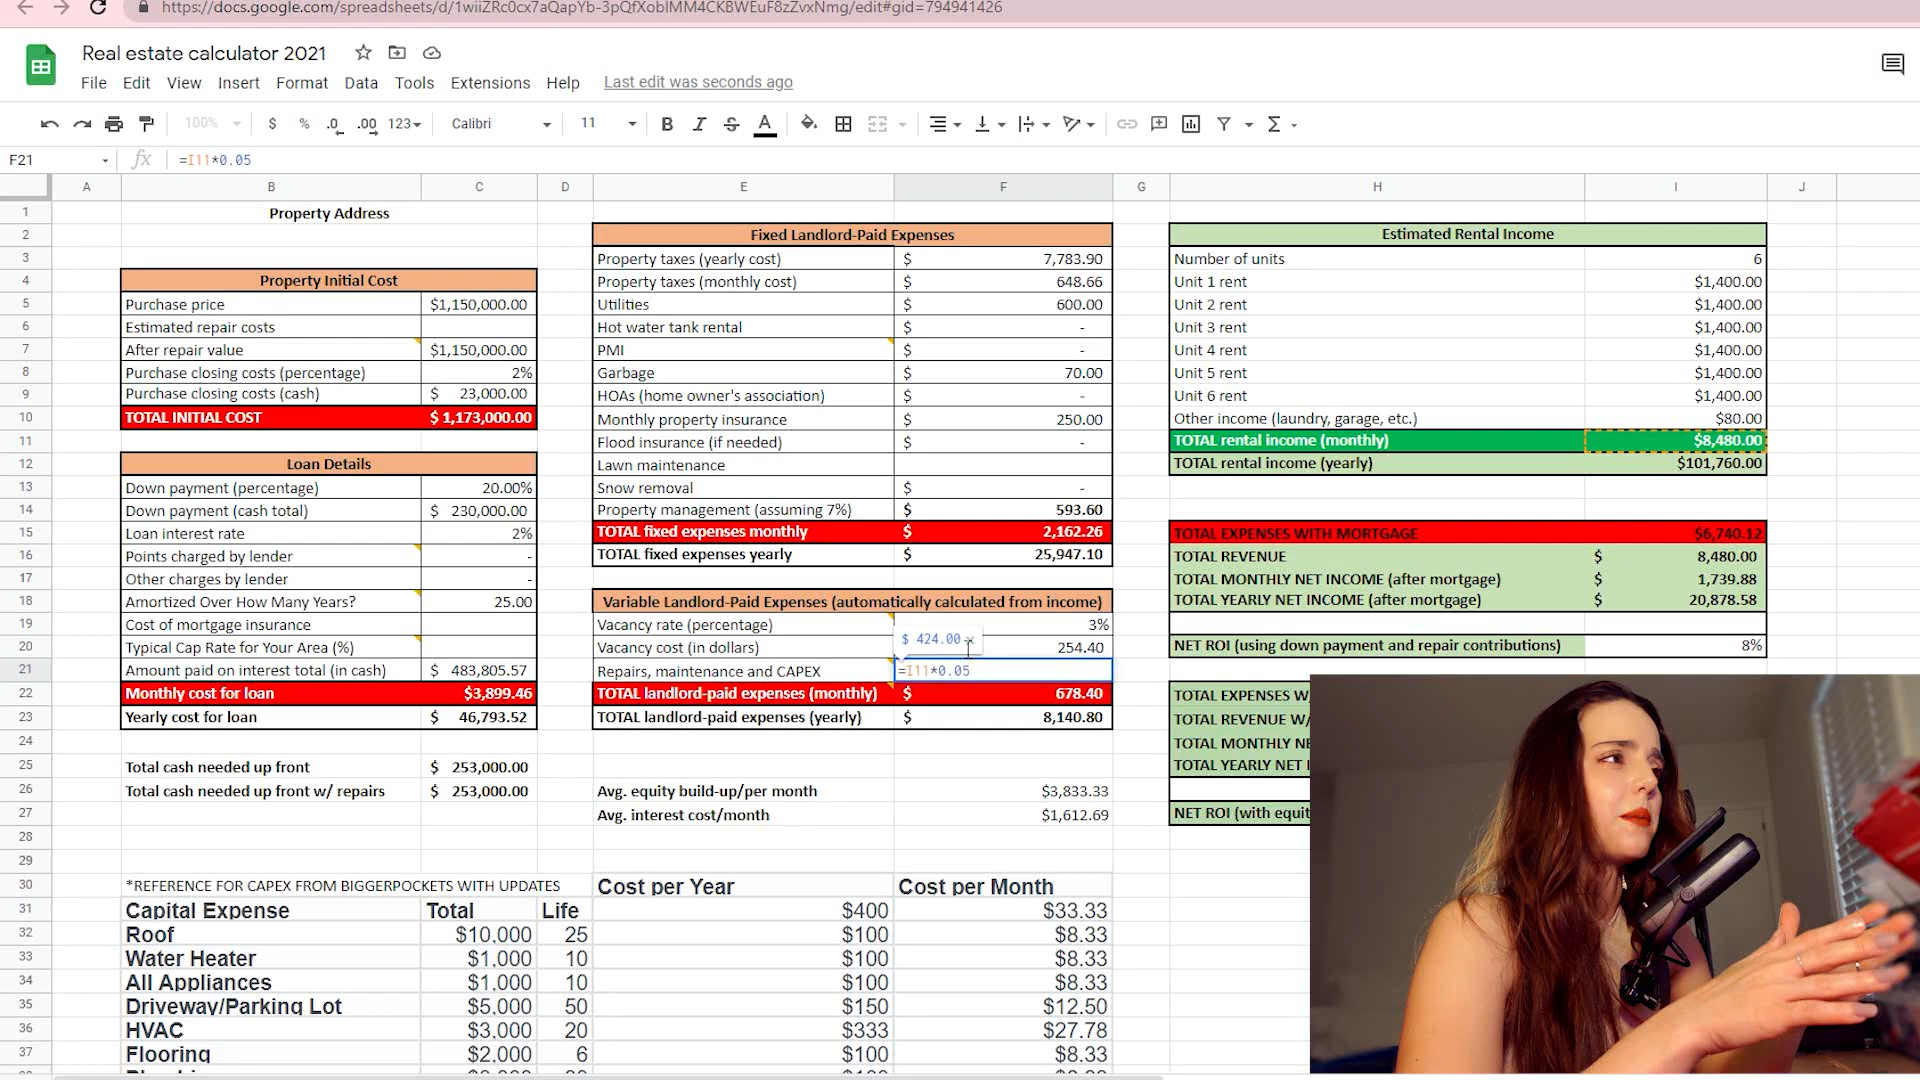 https://docs.google.com/spreadsheets/d/1wiiZRc0cx7aQapYb-3pQfXobIMM4CKBWEuF8zZvxNmg/edit#gid=794941426
Real estate calculator 2021
File Edit View Insert Format Data Tools Extensions Help Last edit was seconds ago
100% $ % .0 .00 123 Calibri 11 B I S A
F21 fx =I11*0.05
A B C D E F G H I J
1 Property Address
2 Fixed Landlord-Paid Expenses Estimated Rental Income
3 Property taxes (yearly cost) $ 7,783.90 Number of units 6
4 Property Initial Cost Property taxes (monthly cost) $ 648.66 Unit 1 rent $1,400.00
5 Purchase price $1,150,000.00 Utilities $ 600.00 Unit 2 rent $1,400.00
6 Estimated repair costs Hot water tank rental $ - Unit 3 rent $1,400.00
7 After repair value $1,150,000.00 PMI $ - Unit 4 rent $1,400.00
8 Purchase closing costs (percentage) 2% Garbage $ 70.00 Unit 5 rent $1,400.00
9 Purchase closing costs (cash) $ 23,000.00 HOAs (home owner's association) $ - Unit 6 rent $1,400.00
10 TOTAL INITIAL COST $ 1,173,000.00 Monthly property insurance $ 250.00 Other income (laundry, garage, etc.) $80.00
11 Flood insurance (if needed) $ - TOTAL rental income (monthly) $8,480.00
12 Loan Details Lawn maintenance TOTAL rental income (yearly) $101,760.00
13 Down payment (percentage) 20.00% Snow removal $ -
14 Down payment (cash total) $ 230,000.00 Property management (assuming 7%) $ 593.60
15 Loan interest rate 2% TOTAL fixed expenses monthly $ 2,162.26 TOTAL EXPENSES WITH MORTGAGE $6,740.12
16 Points charged by lender - TOTAL fixed expenses yearly $ 25,947.10 TOTAL REVENUE $ 8,480.00
17 Other charges by lender - TOTAL MONTHLY NET INCOME (after mortgage) $ 1,739.88
18 Amortized Over How Many Years? 25.00 Variable Landlord-Paid Expenses (automatically calculated from income) TOTAL YEARLY NET INCOME (after mortgage) $ 20,878.58
19 Cost of mortgage insurance Vacancy rate (percentage) 3%
20 Typical Cap Rate for Your Area (%) Vacancy cost (in dollars) $ 424.00 × 254.40 NET ROI (using down payment and repair contributions) 8%
21 Amount paid on interest total (in cash) $ 483,805.57 Repairs, maintenance and CAPEX =I11*0.05
22 Monthly cost for loan $3,899.46 TOTAL landlord-paid expenses (monthly) $ 678.40 TOTAL EXPENSES W/
23 Yearly cost for loan $ 46,793.52 TOTAL landlord-paid expenses (yearly) $ 8,140.80 TOTAL REVENUE W/
24 TOTAL MONTHLY NE
25 Total cash needed up front $ 253,000.00 TOTAL YEARLY NET I
26 Total cash needed up front w/ repairs $ 253,000.00 Avg. equity build-up/per month $3,833.33
27 Avg. interest cost/month $1,612.69 NET ROI (with equit
28
29
30 *REFERENCE FOR CAPEX FROM BIGGERPOCKETS WITH UPDATES Cost per Year Cost per Month
31 Capital Expense Total Life $400 $33.33
32 Roof $10,000 25 $100 $8.33
33 Water Heater $1,000 10 $100 $8.33
34 All Appliances $1,000 10 $100 $8.33
35 Driveway/Parking Lot $5,000 50 $150 $12.50
36 HVAC $3,000 20 $333 $27.78
37 Flooring $2,000 6 $100 $8.33